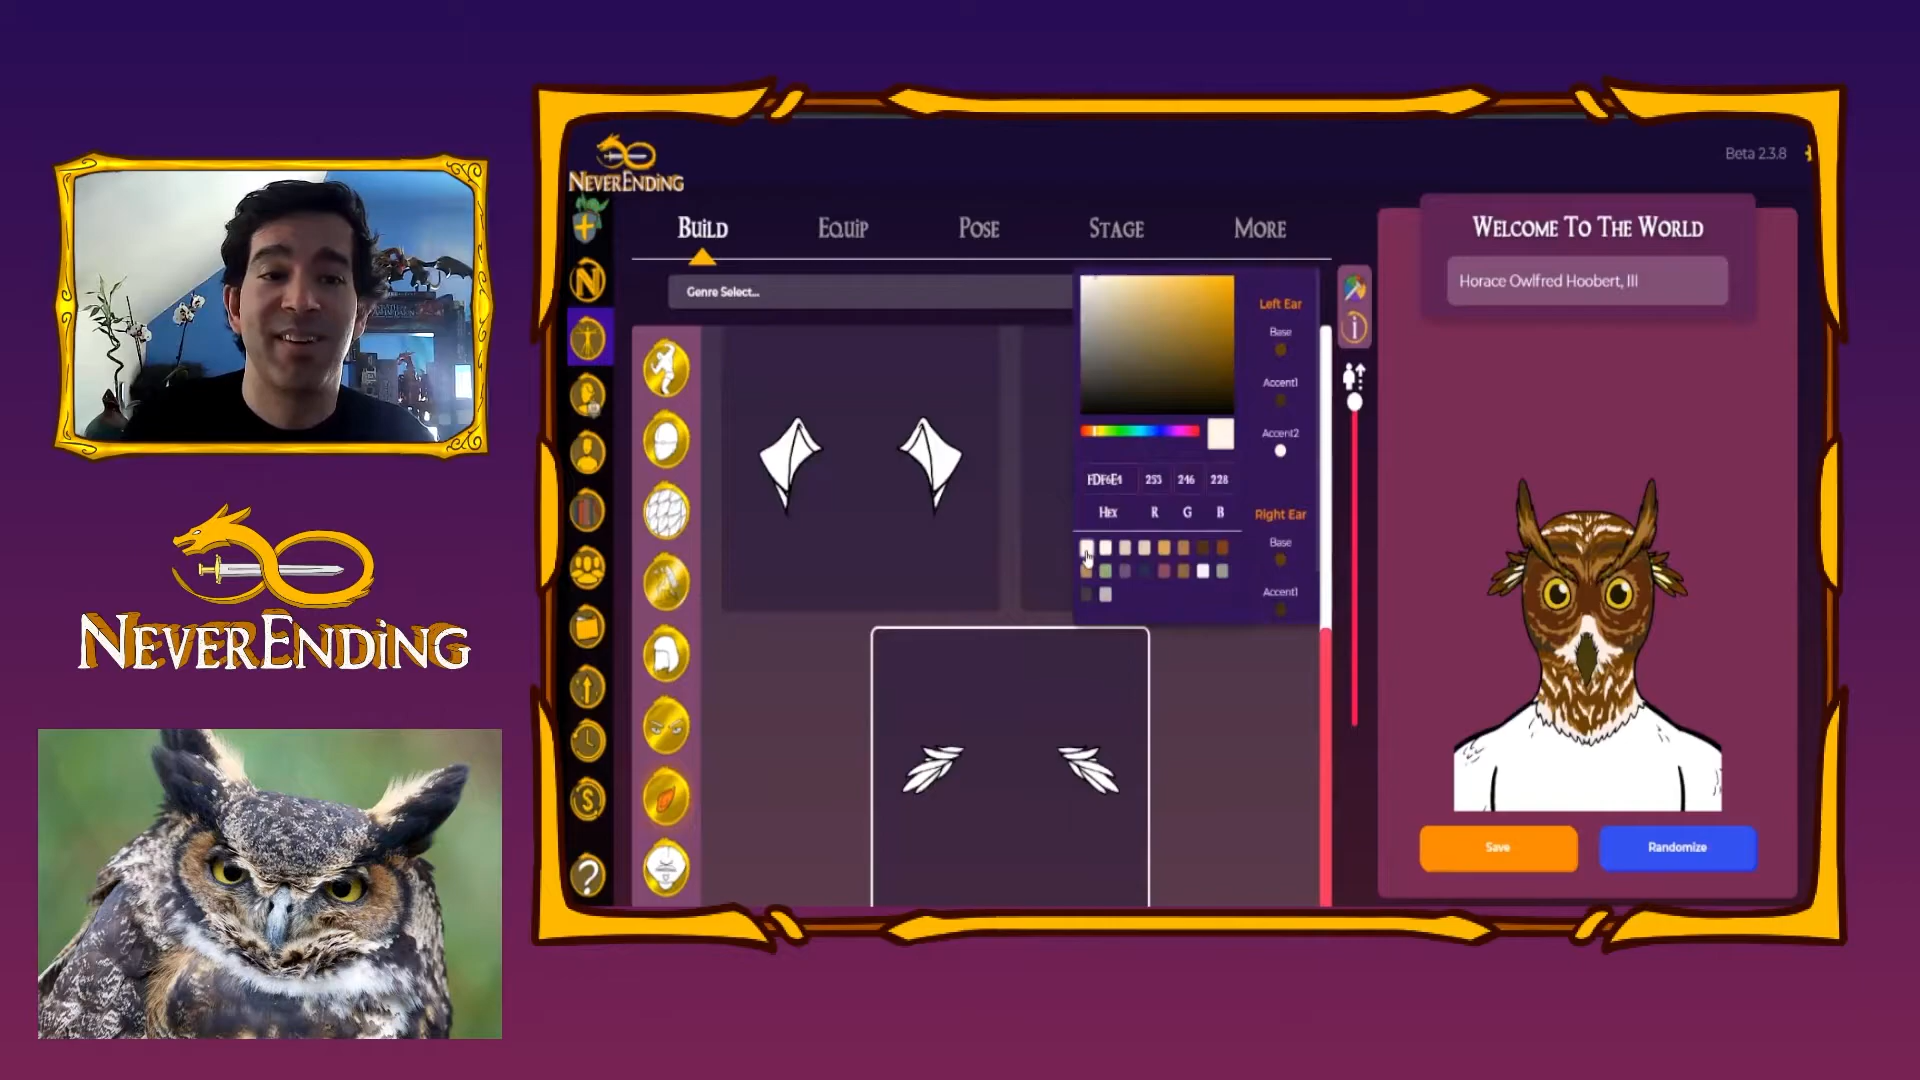 NEVERENDING
Beta 2.3.8
BUILD
EQUIP
POSE
STAGE
MORE
WELCOME TO THE WORLD
Horace Owlfred Hoobert, III
Genre Select...
Left Ear
Base
Accent1
Accent2
FDF6E4
253
246
228
HEX
R
G
B
Right Ear
Base
Accent1
Save
Randomize
NEVERENDING